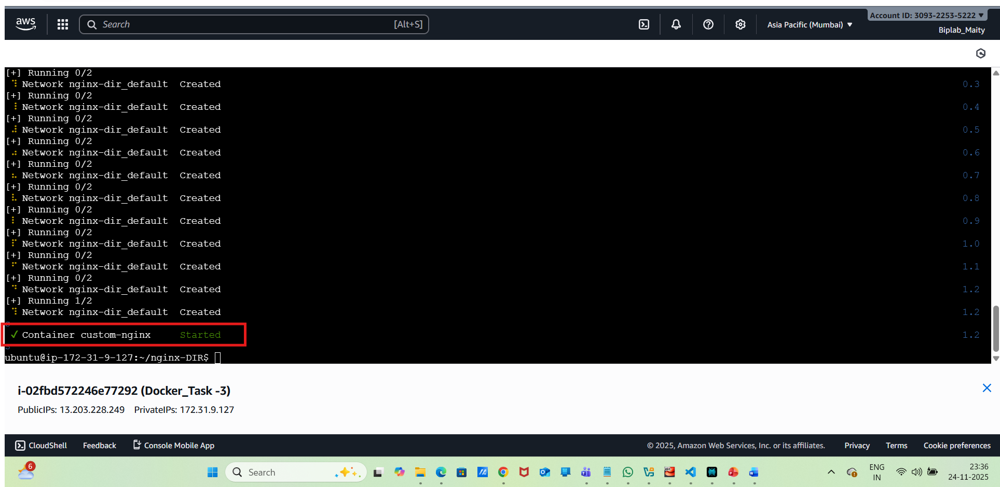 aws
Search [Alt+S]
Asia Pacific (Mumbai) ▼
Account ID: 3093-2253-5222 ▼
Biplab_Maity
[+] Running 0/2
⠹ Network nginx-dir_default  Created 0.3
[+] Running 0/2
⠸ Network nginx-dir_default  Created 0.4
[+] Running 0/2
⠼ Network nginx-dir_default  Created 0.5
[+] Running 0/2
⠴ Network nginx-dir_default  Created 0.6
[+] Running 0/2
⠦ Network nginx-dir_default  Created 0.7
[+] Running 0/2
⠧ Network nginx-dir_default  Created 0.8
[+] Running 0/2
⠇ Network nginx-dir_default  Created 0.9
[+] Running 0/2
⠏ Network nginx-dir_default  Created 1.0
[+] Running 0/2
⠋ Network nginx-dir_default  Created 1.1
[+] Running 0/2
⠙ Network nginx-dir_default  Created 1.2
[+] Running 1/2
⠹ Network nginx-dir_default  Created 1.2
s
✓ Container custom-nginx Started 1.2
s
ubuntu@ip-172-31-9-127:~/nginx-DIR$
i-02fbd572246e77292 (Docker_Task -3)
PublicIPs: 13.203.228.249 PrivateIPs: 172.31.9.127
CloudShell Feedback Console Mobile App © 2025, Amazon Web Services, Inc. or its affiliates. Privacy Terms Cookie preferences
6
Search
ENG
IN
23:36
24-11-2025